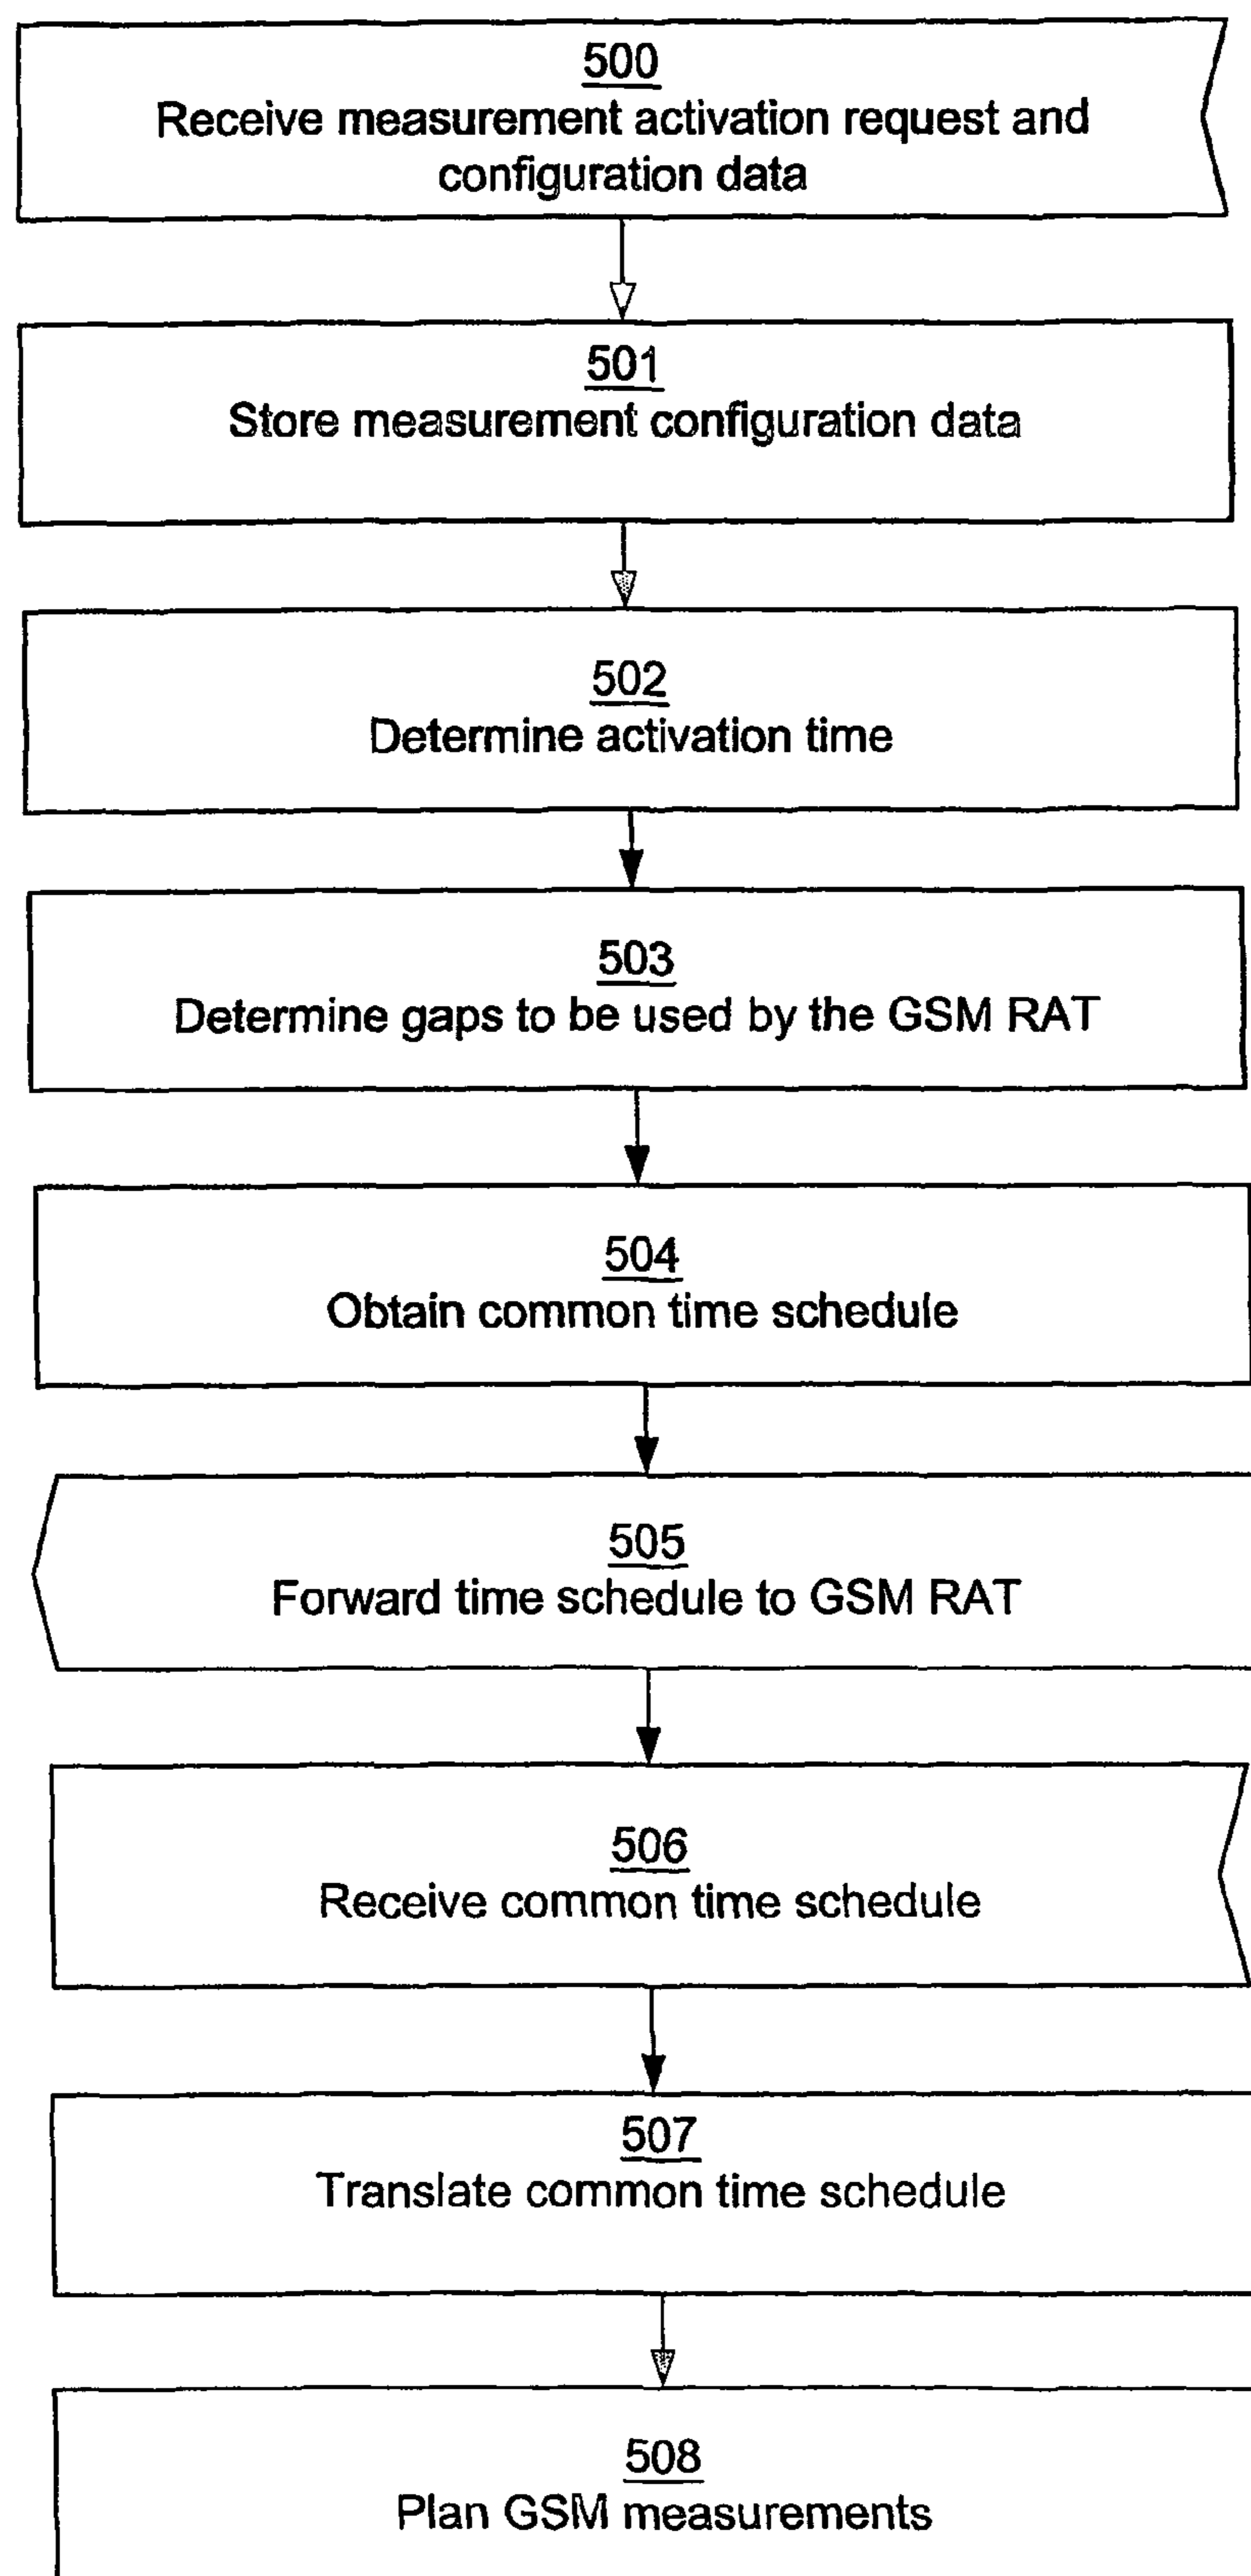 500
Receive measurement activation request and
configuration data
501
Store measurement configuration data
502
Determine activation time
503
Determine gaps to be used by the GSM RAT
504
Obtain common time schedule
505
Forward time schedule to GSM RAT
506
Receive common time schedule
507
Translate common time schedule
508
Plan GSM measurements